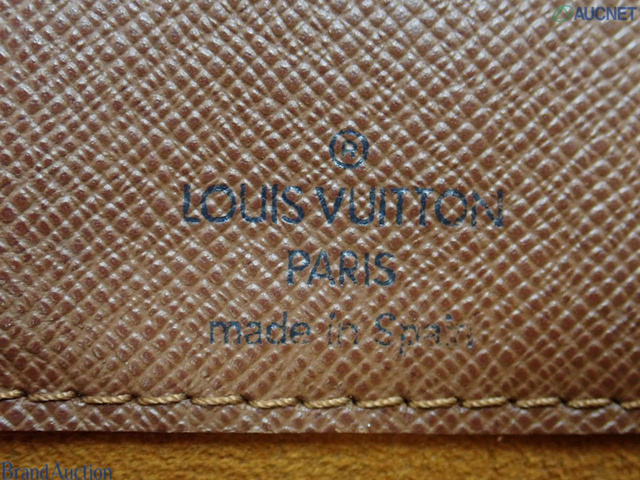 AUCNET
®
LOUIS VUITTON
PARIS
made in Spain
Brand Auction